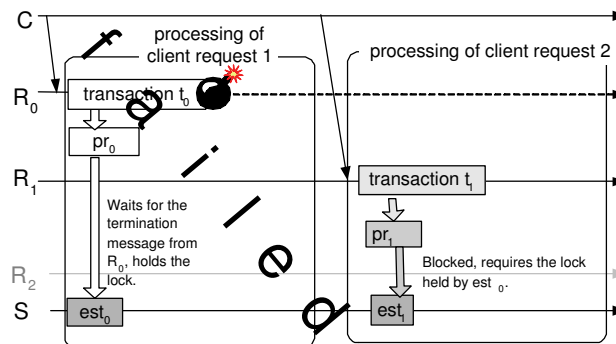 C
processing of
client request 1
processing of client request 2
R0
transaction t0
pr0
failed
R1
transaction t1
Waits for the
termination
message from
R0, holds the
lock.
pr1
Blocked, requires the lock
held by est 0.
R2
S
est0
est1